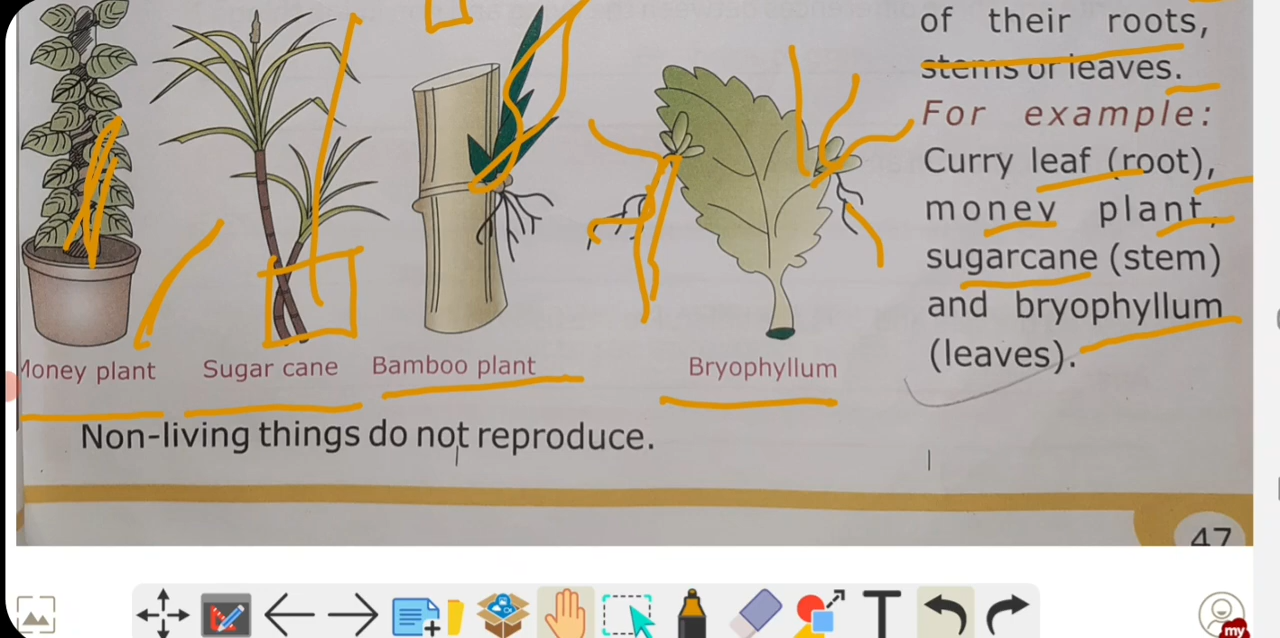 of their roots,
stems or leaves.
For example:
Curry leaf (root),
money plant,
sugarcane (stem)
and bryophyllum
(leaves).
Money plant
Sugar cane
Bamboo plant
Bryophyllum
Non-living things do not reproduce.
47
T
my